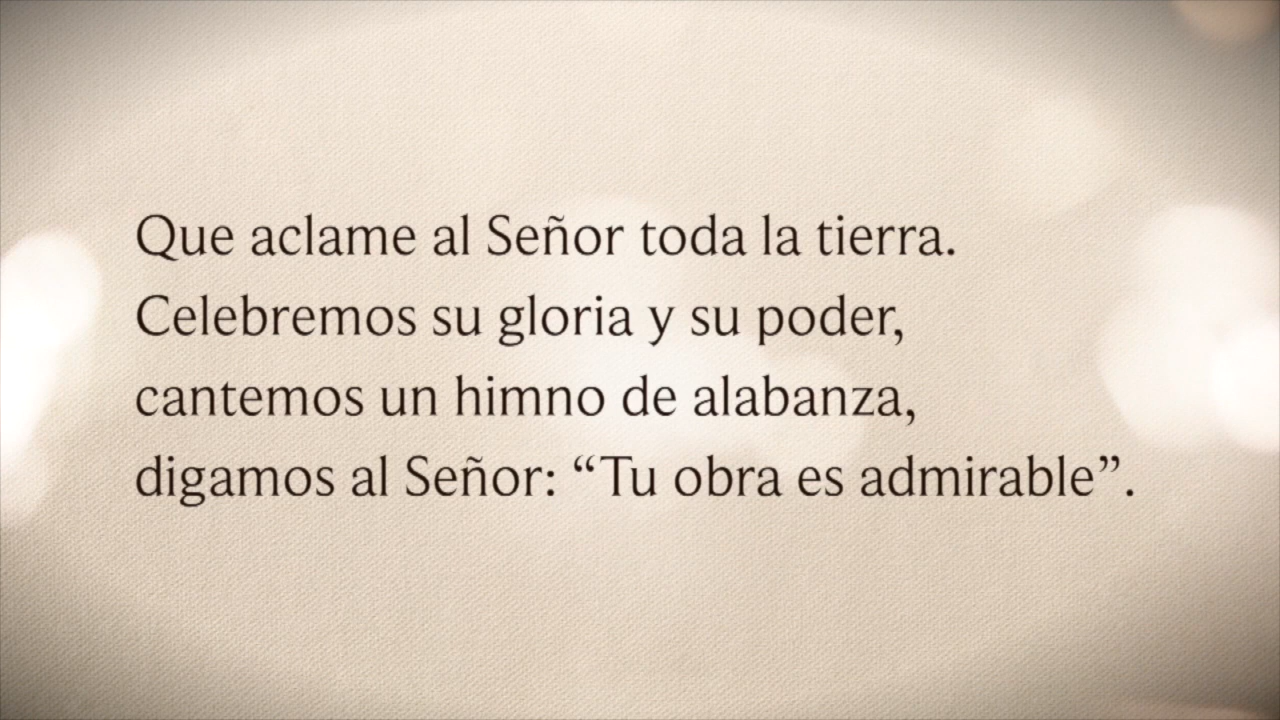 Que aclame al Señor toda la tierra.
Celebremos su gloria y su poder,
cantemos un himno de alabanza,
digamos al Señor: “Tu obra es admirable”.